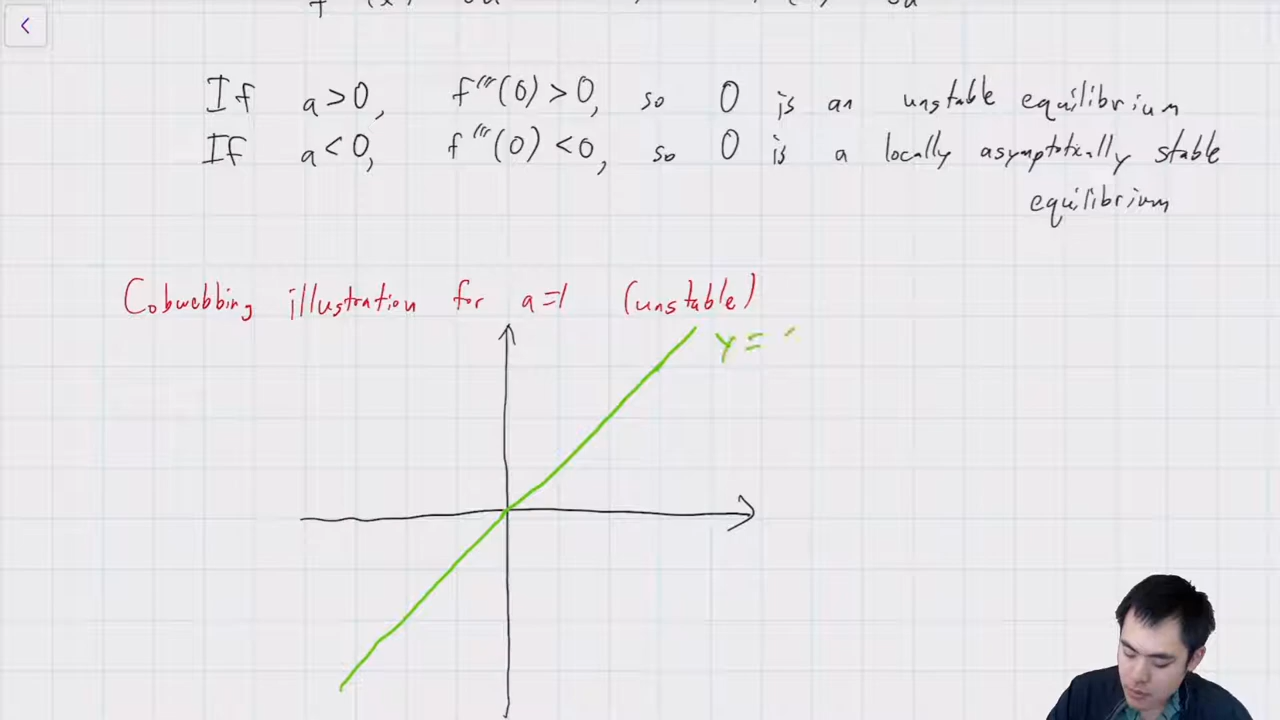 If a > 0, f'''(0) > 0, so 0 is an unstable equilibrium
If a < 0, f'''(0) < 0, so 0 is a locally asymptotically stable
equilibrium
Cobwebbing illustration for a=1 (unstable)
y =